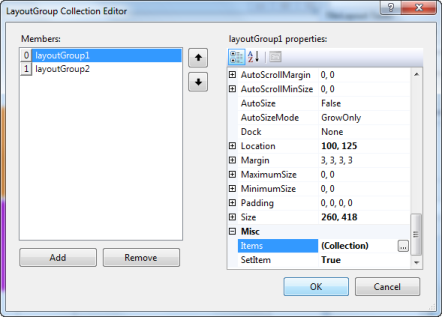 LayoutGroup Collection Editor
Members:
layoutGroup1 properties:
0 layoutGroup1
1 layoutGroup2
AutoScrollMargin 0, 0
AutoScrollMinSize 0, 0
AutoSize False
AutoSizeMode GrowOnly
Dock None
Location 100, 125
Margin 3, 3, 3, 3
MaximumSize 0, 0
MinimumSize 0, 0
Padding 0, 0, 0, 0
Size 260, 418
Misc
Items (Collection) ...
SetItem True
Add Remove
OK Cancel